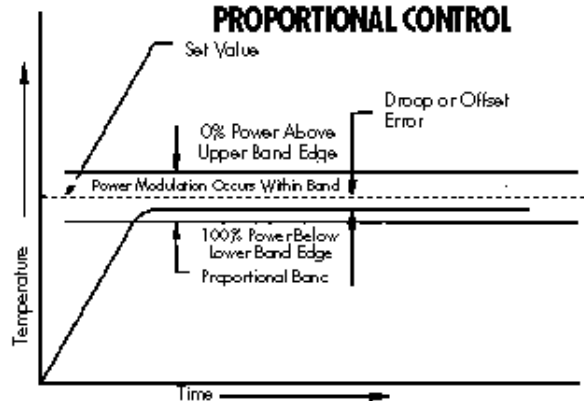 PROPORTIONAL CONTROL
Set Value
Droop or Offset
Error
0% Power Above
Upper Band Edge
Power Modulation Occurs Within Band
100% Power Below
Lower Band Edge
Proportional Banc
Temperature
Time